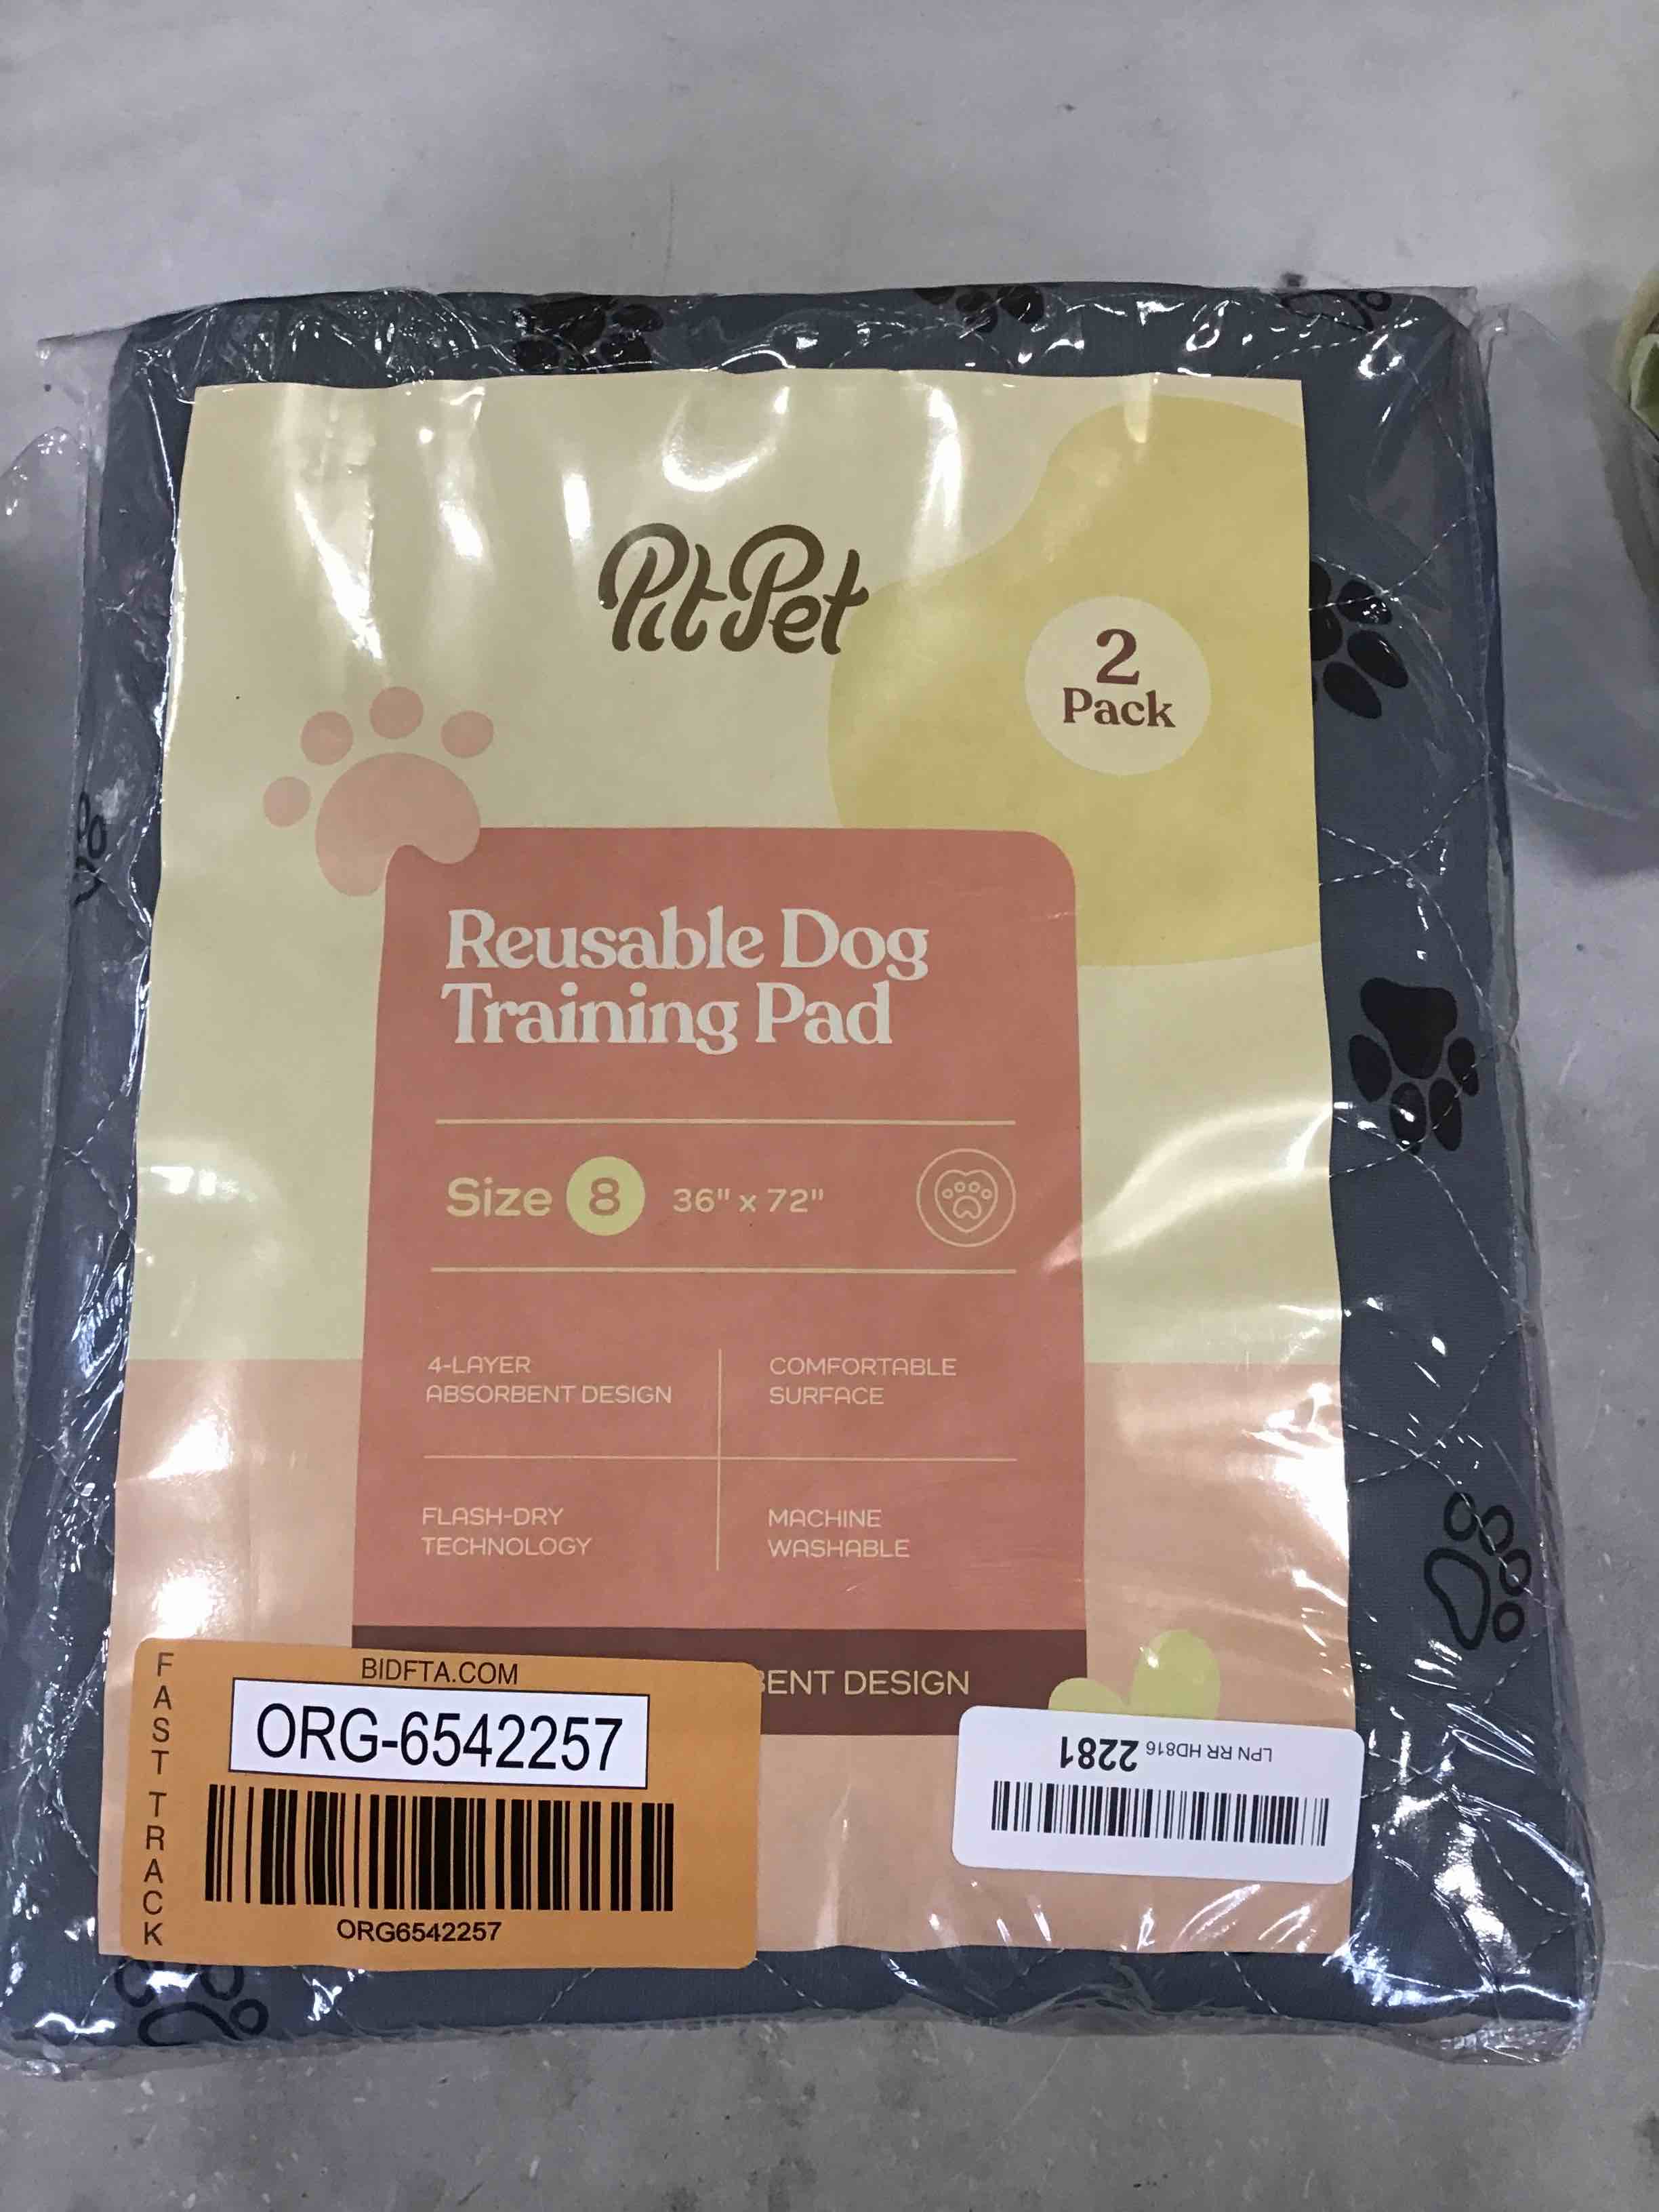 PitPet
2
Pack
Reusable Dog
Training Pad
Size 8 36" x 72"
4-LAYER
ABSORBENT DESIGN
COMFORTABLE
SURFACE
FLASH-DRY
TECHNOLOGY
MACHINE
WASHABLE
BENT DESIGN
FAST TRACK
BIDFTA.COM
ORG-6542257
ORG6542257
LPN RR HD816 2281